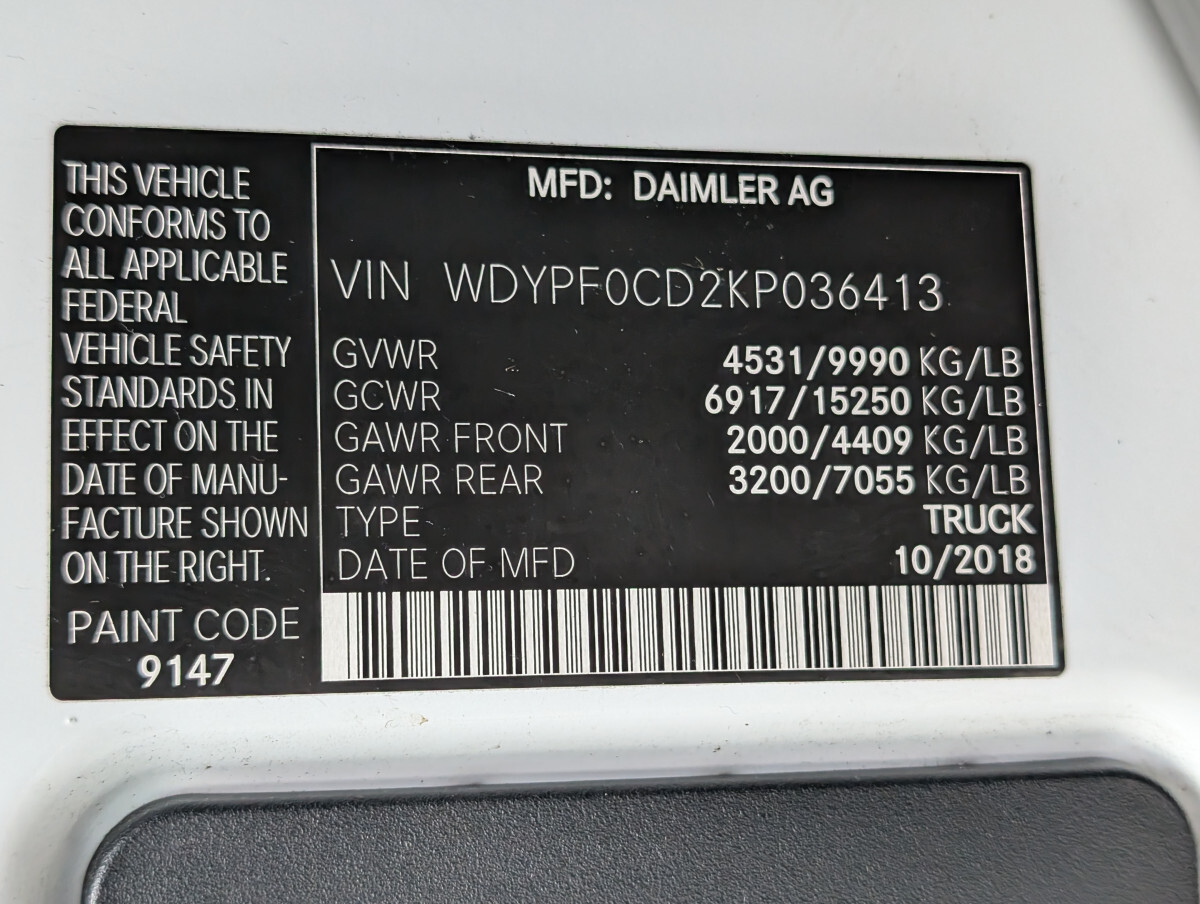 THIS VEHICLE
CONFORMS TO
ALL APPLICABLE
FEDERAL
VEHICLE SAFETY
STANDARDS IN
EFFECT ON THE
DATE OF MANU-
FACTURE SHOWN
ON THE RIGHT.
PAINT CODE
9147
MFD: DAIMLER AG
VIN WDYPF0CD2KP036413
GVWR 4531/9990 KG/LB
GCWR 6917/15250 KG/LB
GAWR FRONT 2000/4409 KG/LB
GAWR REAR 3200/7055 KG/LB
TYPE TRUCK
DATE OF MFD 10/2018